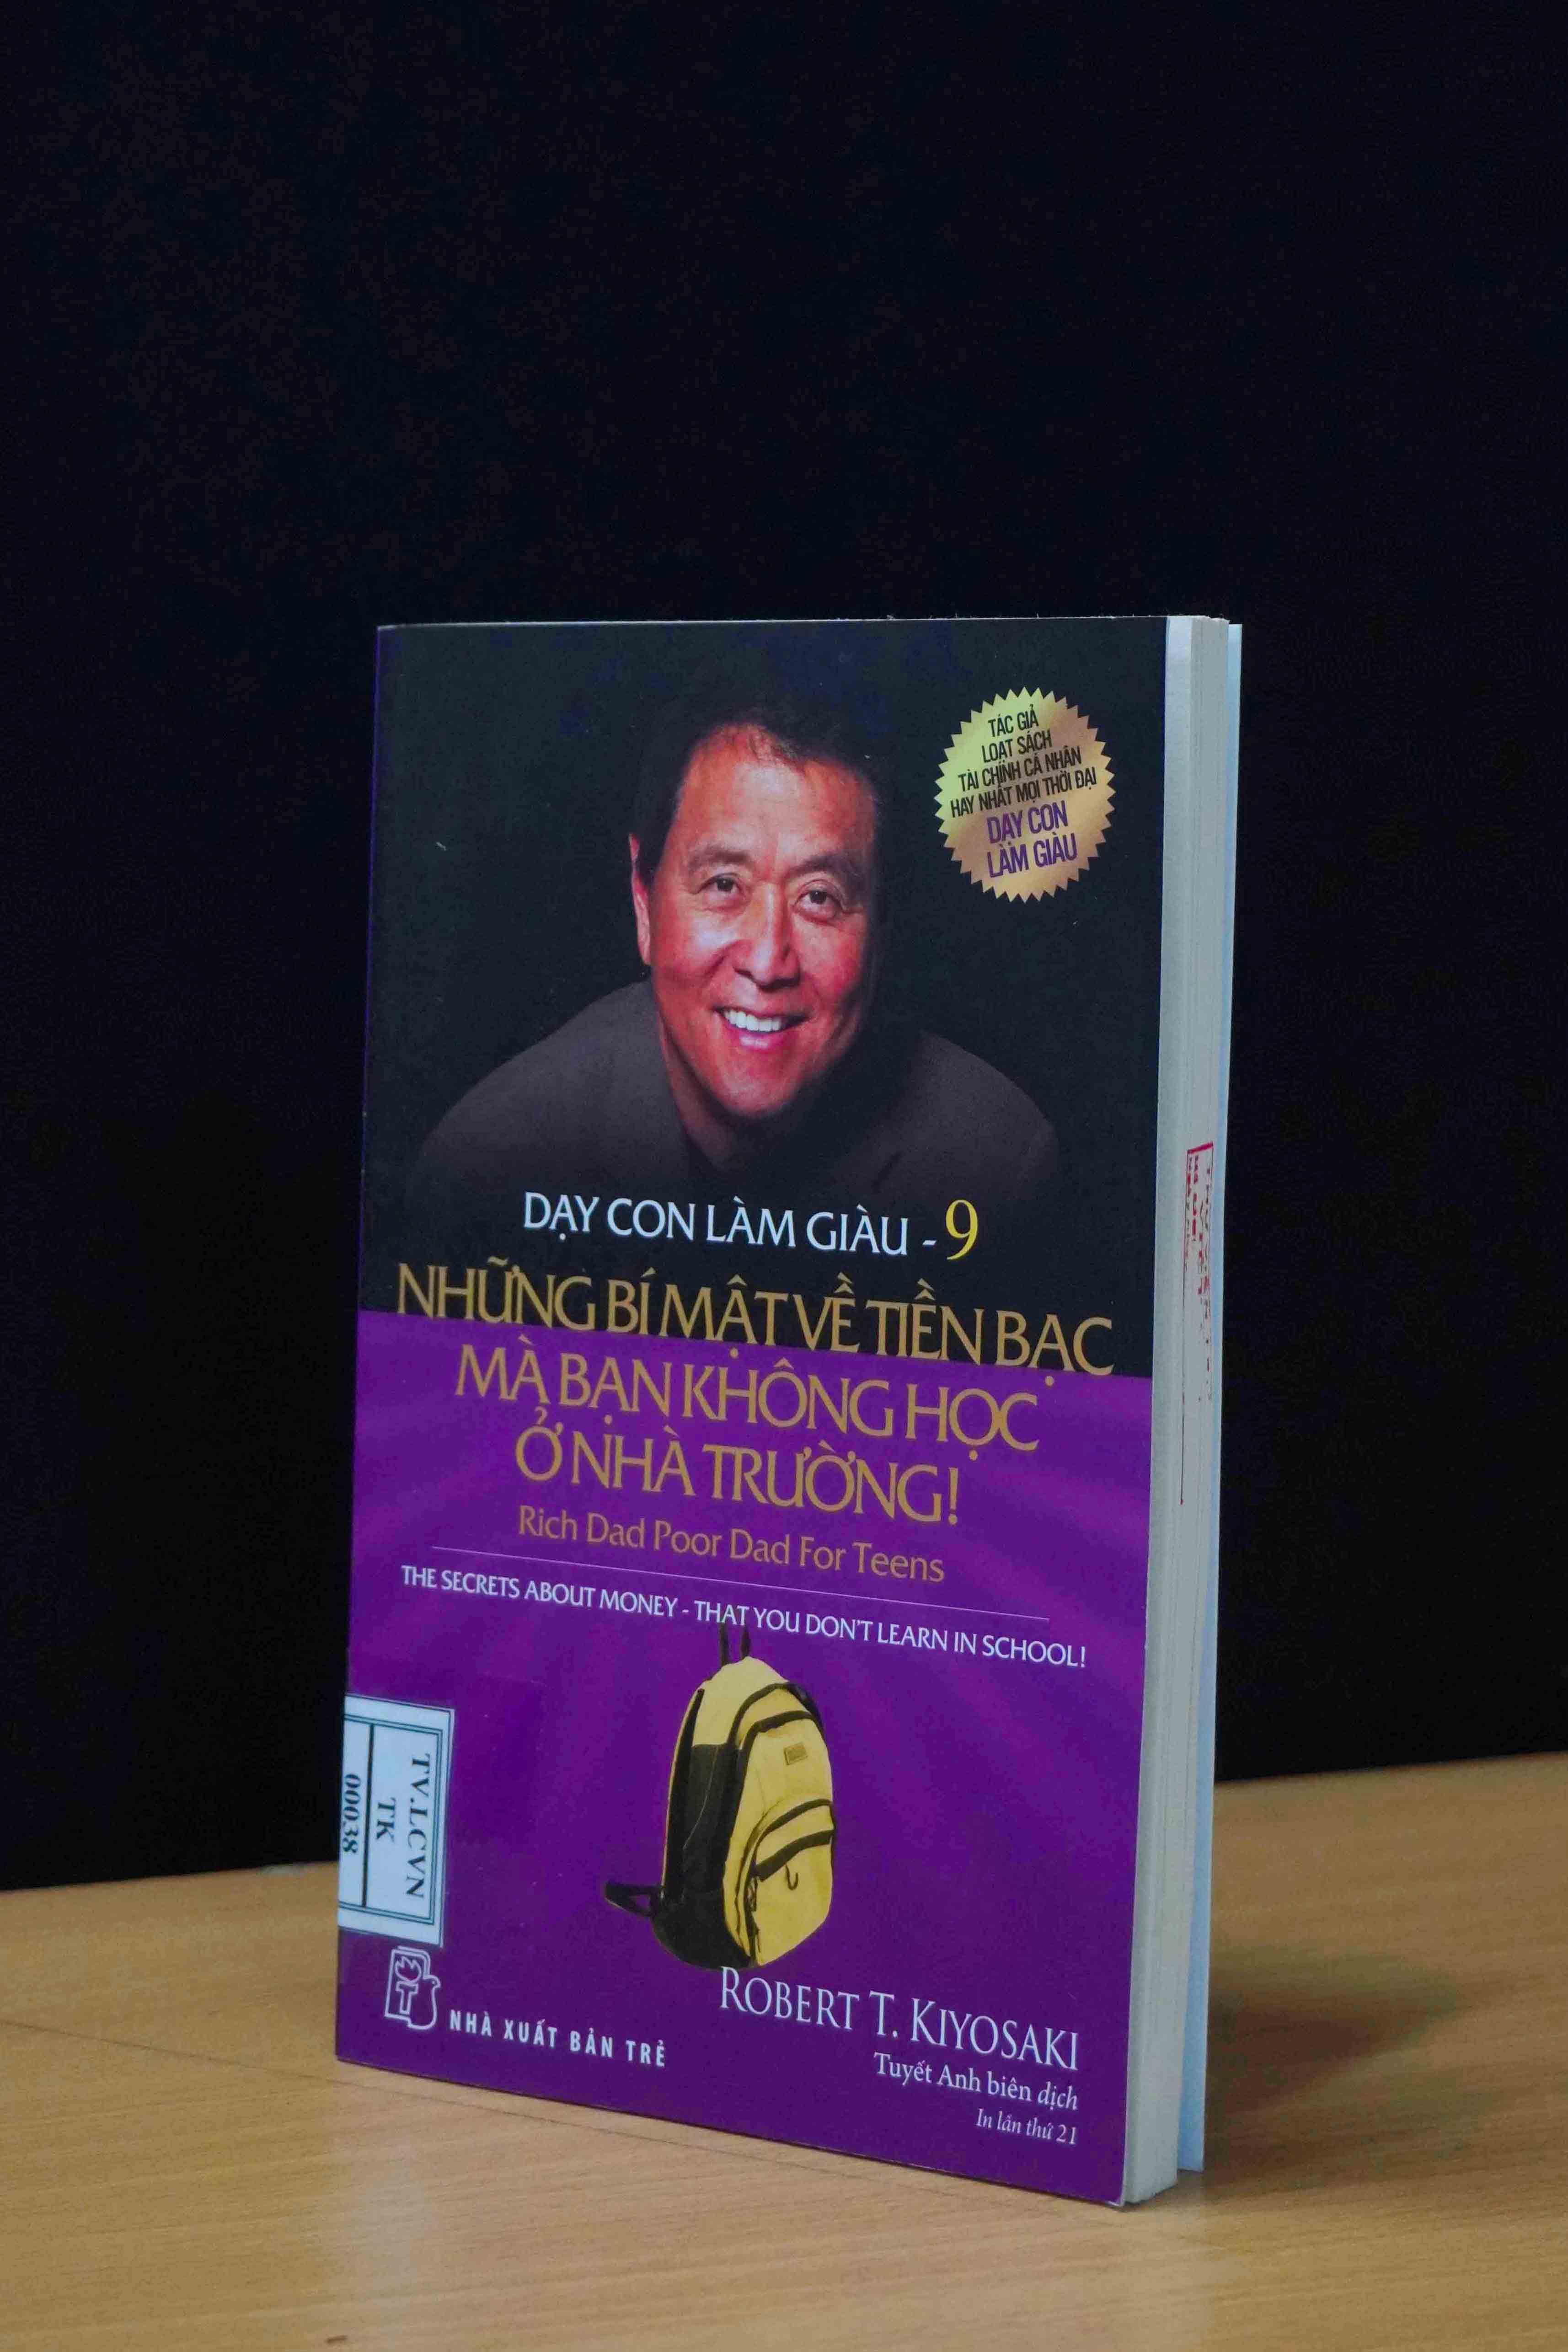 TÁC GIẢ
LOẠT SÁCH
TÀI CHÍNH CÁ NHÂN
HAY NHẤT MỌI THỜI ĐẠI
DẠY CON
LÀM GIÀU
DẠY CON LÀM GIÀU - 9
NHỮNG BÍ MẬT VỀ TIỀN BẠC
MÀ BẠN KHÔNG HỌC
Ở NHÀ TRƯỜNG!
Rich Dad Poor Dad For Teens
THE SECRETS ABOUT MONEY - THAT YOU DON'T LEARN IN SCHOOL!
TV.LCVN
TK
00038
NHÀ XUẤT BẢN TRẺ
ROBERT T. KIYOSAKI
Tuyết Anh biên dịch
In lần thứ 21